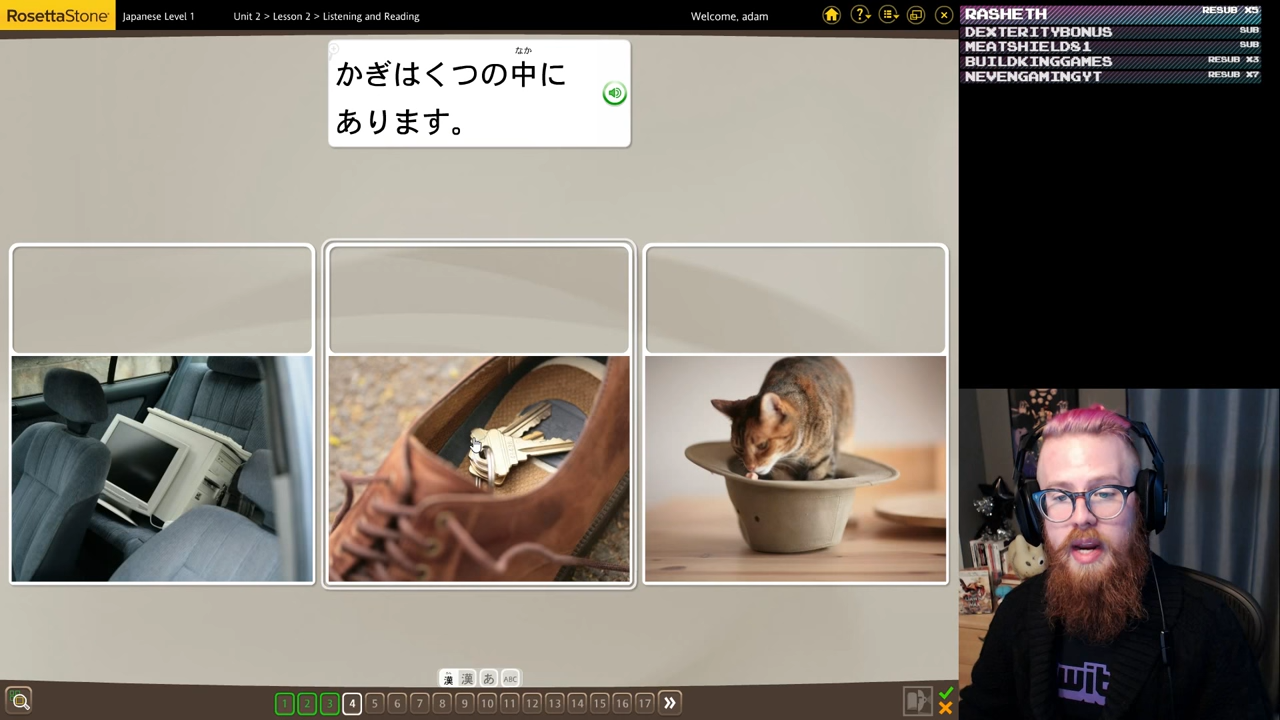 RosettaStone
Japanese Level 1
Unit 2 > Lesson 2 > Listening and Reading
Welcome, adam
?
なか
かぎはくつの中に
あります。
漢
漢
あ
ABC
1 2 3 4 5 6 7 8 9 10 11 12 13 14 15 16 17
RASHETH RESUB X5
DEXTERITYBONUS SUB
MEATSHIELD81 SUB
BUILDKINGGAMES RESUB X3
NEVENGAMINGYT RESUB X7